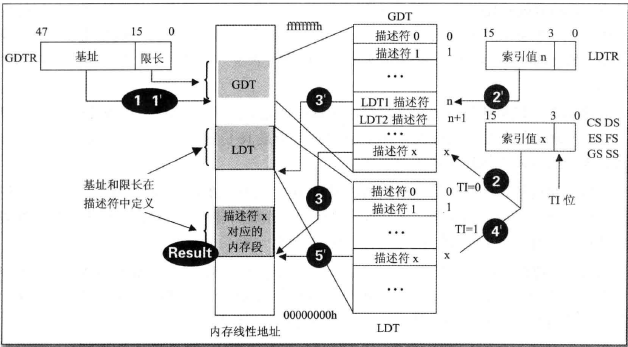 47 15 0
GDTR 基址 限长
1 1'
基址和限长在
描述符中定义
Result
ffffffffh
GDT
LDT
描述符 x
对应的
内存段
00000000h
内存线性地址
3'
3
5'
GDT
描述符 0 0
描述符 1 1
...
LDT1 描述符 n
LDT2 描述符 n+1
...
描述符 x x
描述符 0 0
描述符 1 1
...
描述符 x x
...
LDT
15 3 0
索引值 n LDTR
2'
15 3 0
索引值 x
CS DS
ES FS
GS SS
2
TI=0
TI 位
TI=1
4'